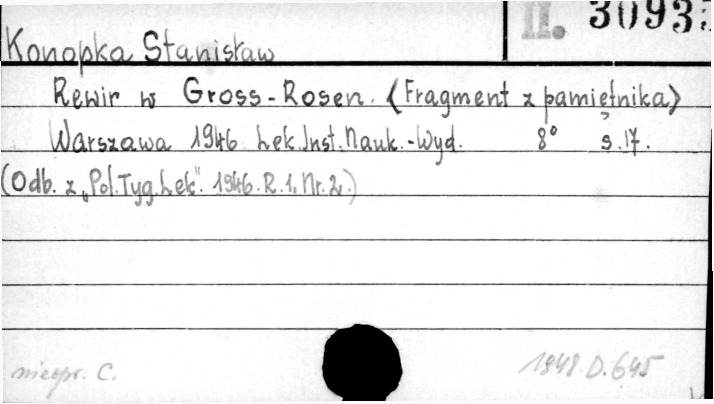 II. 3093
Konopka Stanisław
Rewir w Gross-Rosen. (Fragment z pamiętnika)
Warszawa 1946 Lek. Inst. Nauk.-Wyd. 8° s. 17.
(Odb. z „Pol. Tyg. Lek". 1946. R. 1. Nr. 2.)
nieopr. C.
1948 D. 645